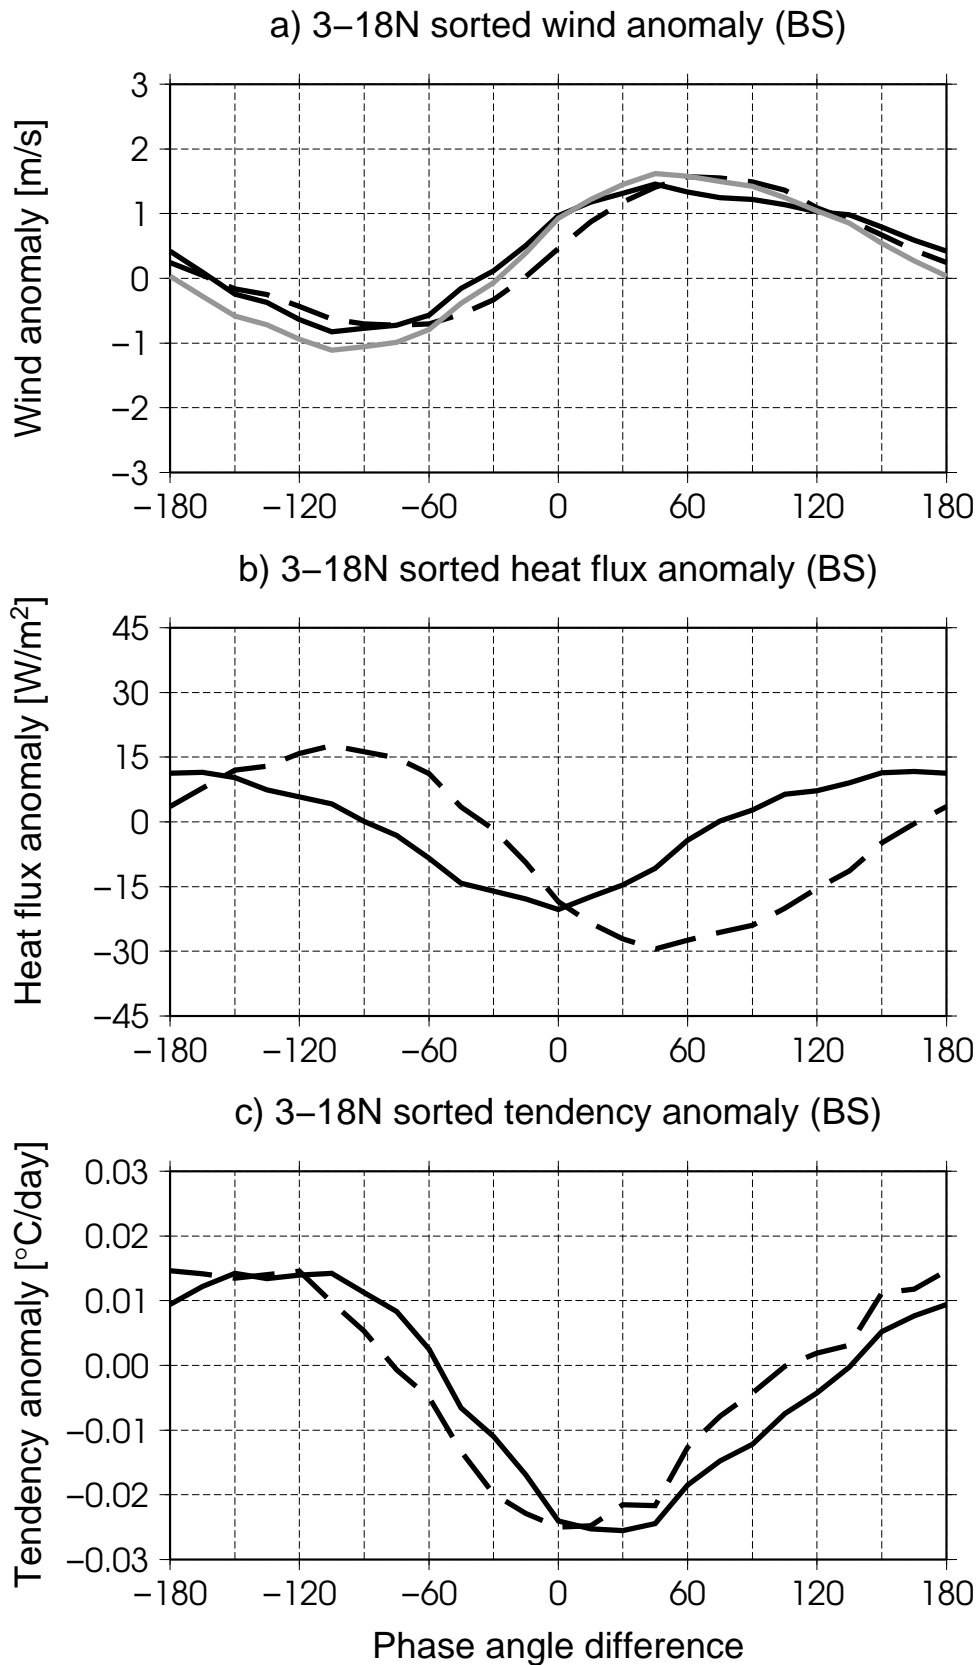 a) 3−18N sorted wind anomaly (BS)
Wind anomaly [m/s]
3
2
1
0
−1
−2
−3
−180 −120 −60 0 60 120 180
b) 3−18N sorted heat flux anomaly (BS)
Heat flux anomaly [W/m²]
45
30
15
0
−15
−30
−45
−180 −120 −60 0 60 120 180
c) 3−18N sorted tendency anomaly (BS)
Tendency anomaly [°C/day]
0.03
0.02
0.01
0.00
−0.01
−0.02
−0.03
−180 −120 −60 0 60 120 180
Phase angle difference